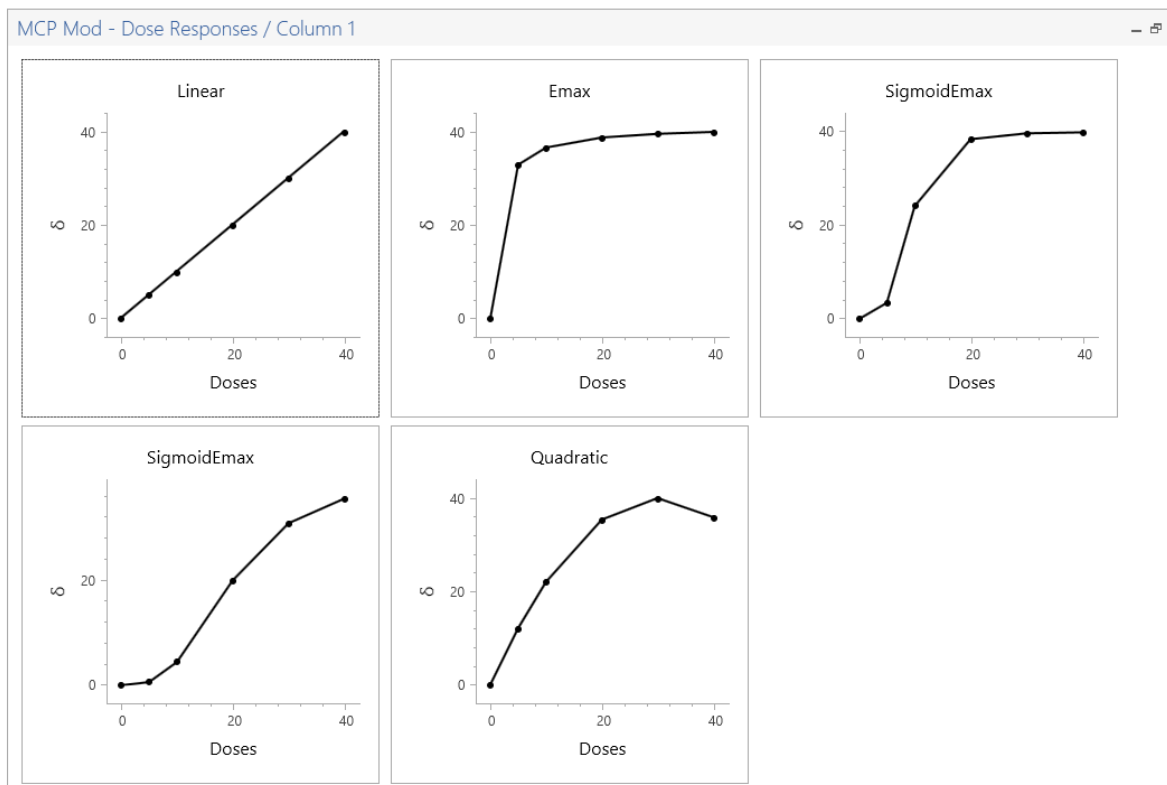 MCP Mod - Dose Responses / Column 1
Linear
40
δ
20
0
0 20 40
Doses
Emax
40
δ
20
0
0 20 40
Doses
SigmoidEmax
40
δ
20
0
0 20 40
Doses
SigmoidEmax
δ
20
0
0 20 40
Doses
Quadratic
40
δ
20
0
0 20 40
Doses